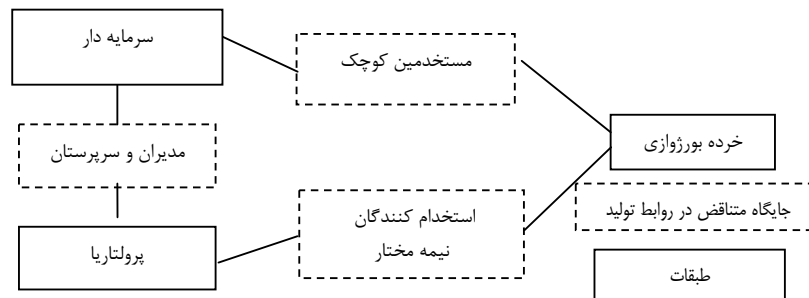 سرمایه دار
مستخدمین کوچک
مدیران و سرپرستان
خرده بورژوازی
جایگاه متناقض در روابط تولید
استخدام کنندگان
نیمه مختار
پرولتاریا
طبقات